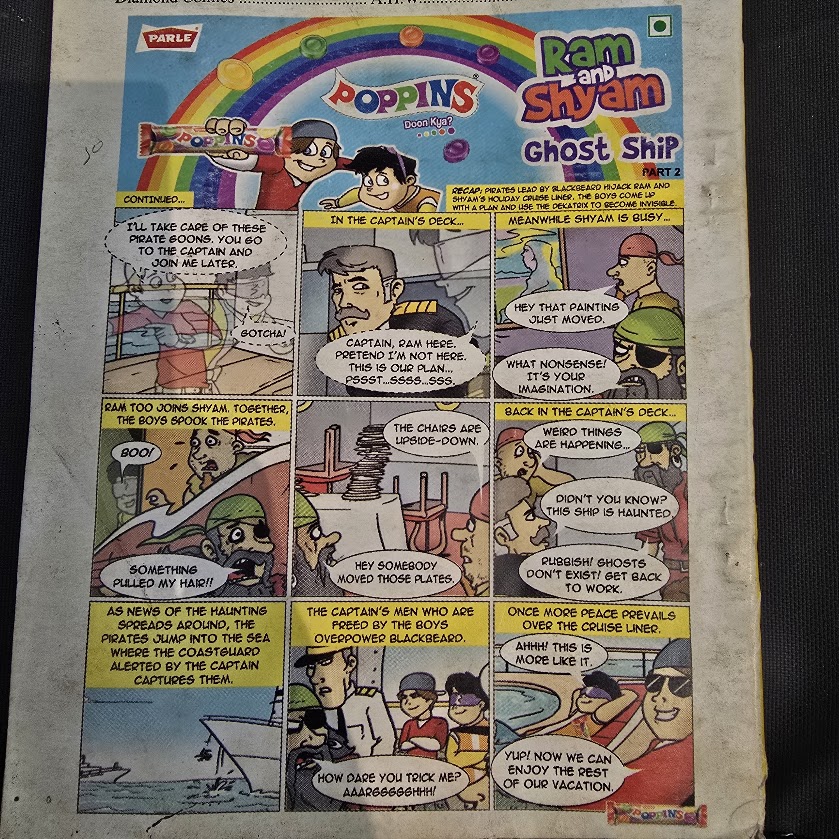 Diamond Comics ................................ A.H.W..................
PARLE
POPPINS®
Doon Kya?
POPPINS
Ram
and
Shyam
GHOST SHIP
PART 2
50
CONTINUED...
RECAP: PIRATES LEAD BY BLACKBEARD HIJACK RAM AND
SHYAM'S HOLIDAY CRUISE LINER. THE BOYS COME UP
WITH A PLAN AND USE THE DEKATRIX TO BECOME INVISIBLE.
I'LL TAKE CARE OF THESE
PIRATE GOONS. YOU GO
TO THE CAPTAIN AND
JOIN ME LATER.
GOTCHA!
IN THE CAPTAIN'S DECK...
CAPTAIN, RAM HERE.
PRETEND I'M NOT HERE.
THIS IS OUR PLAN...
PSSST...SSSS...SSS.
MEANWHILE SHYAM IS BUSY...
HEY THAT PAINTING
JUST MOVED.
WHAT NONSENSE!
IT'S YOUR
IMAGINATION.
RAM TOO JOINS SHYAM. TOGETHER,
THE BOYS SPOOK THE PIRATES.
BOO!
SOMETHING
PULLED MY HAIR!!
THE CHAIRS ARE
UPSIDE-DOWN.
HEY SOMEBODY
MOVED THOSE PLATES.
BACK IN THE CAPTAIN'S DECK...
WEIRD THINGS
ARE HAPPENING...
DIDN'T YOU KNOW?
THIS SHIP IS HAUNTED
RUBBISH! GHOSTS
DON'T EXIST! GET BACK
TO WORK.
AS NEWS OF THE HAUNTING
SPREADS AROUND, THE
PIRATES JUMP INTO THE SEA
WHERE THE COASTGUARD
ALERTED BY THE CAPTAIN
CAPTURES THEM.
THE CAPTAIN'S MEN WHO ARE
FREED BY THE BOYS
OVERPOWER BLACKBEARD.
HOW DARE YOU TRICK ME?
AAARGGGGGHHH!
ONCE MORE PEACE PREVAILS
OVER THE CRUISE LINER.
AHHH! THIS IS
MORE LIKE IT.
YUP! NOW WE CAN
ENJOY THE REST
OF OUR VACATION.
POPPINS